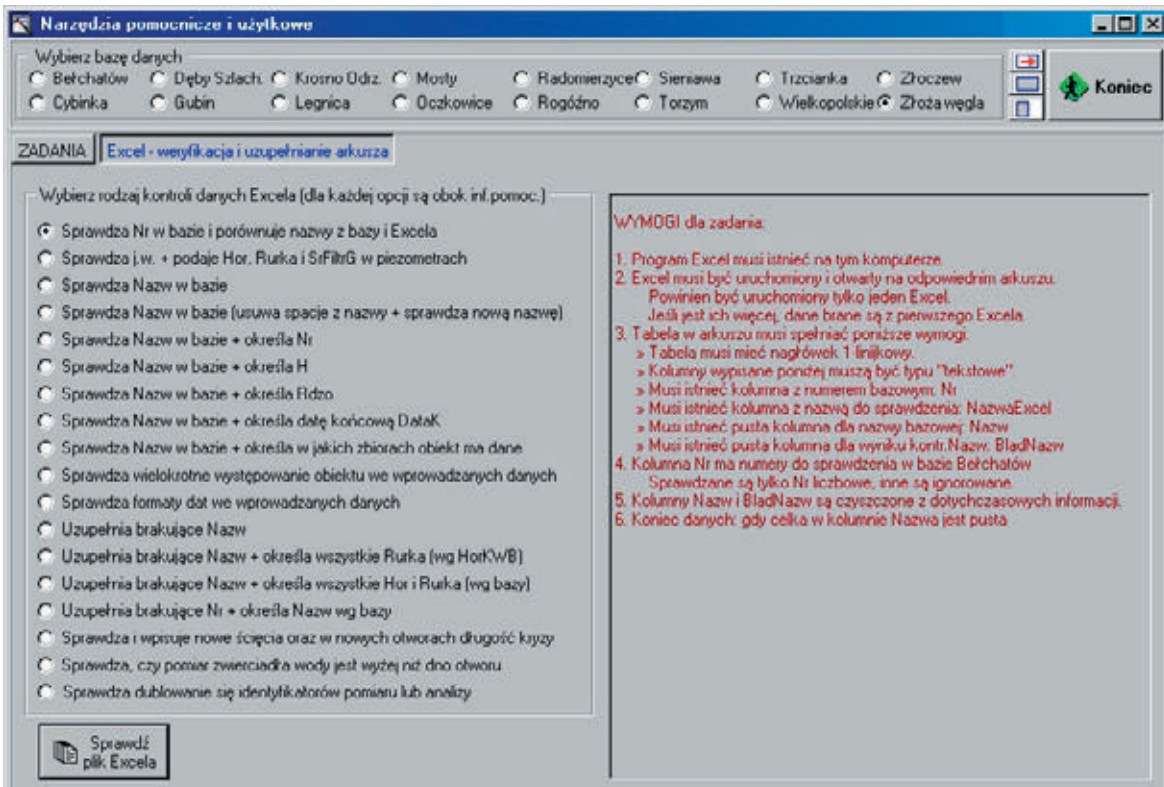 Narzędzia pomocnicze i użytkowe
Wybierz bazę danych
Bełchatów Dęby Szlach. Krosno Odrz. Mosty Radomierzyce Sieniawa Trzcianka Złoczew
Cybinka Gubin Legnica Oczkowice Rogóźno Torzym Wielkopolskie Złoża węgla
Koniec
ZADANIA Excel - weryfikacja i uzupełnianie arkusza
Wybierz rodzaj kontroli danych Excela (dla każdej opcji są obok inf.pomoc.)
Sprawdza Nr w bazie i porównuje nazwy z bazy i Excela
Sprawdza j.w. + podaje Hor, Rurka i SrFiltrG w piezometrach
Sprawdza Nazw w bazie
Sprawdza Nazw w bazie (usuwa spacje z nazwy + sprawdza nową nazwę)
Sprawdza Nazw w bazie + określa Nr
Sprawdza Nazw w bazie + określa H
Sprawdza Nazw w bazie + określa Rdzo
Sprawdza Nazw w bazie + określa datę końcową DataK
Sprawdza Nazw w bazie + określa w jakich zbiorach obiekt ma dane
Sprawdza wielokrotne występowanie obiektu we wprowadzanych danych
Sprawdza formaty dat we wprowadzanych danych
Uzupełnia brakujące Nazw
Uzupełnia brakujące Nazw + określa wszystkie Rurka (wg HorKWB)
Uzupełnia brakujące Nazw + określa wszystkie Hor i Rurka (wg bazy)
Uzupełnia brakujące Nr + określa Nazw wg bazy
Sprawdza i wpisuje nowe ścięcia oraz w nowych otworach długość kryzy
Sprawdza, czy pomiar zwierciadła wody jest wyżej niż dno otworu
Sprawdza dublowanie się identyfikatorów pomiaru lub analizy
Sprawdź
plik Excela
WYMOGI dla zadania:
1. Program Excel musi istnieć na tym komputerze.
2. Excel musi być uruchomiony i otwarty na odpowiednim arkuszu.
Powinien być uruchomiony tylko jeden Excel.
Jeśli jest ich więcej, dane brane są z pierwszego Excela.
3. Tabela w arkuszu musi spełniać poniższe wymogi:
» Tabela musi mieć nagłówek 1-linijkowy.
» Kolumny wypisane poniżej muszą być typu "tekstowe"
» Musi istnieć kolumna z numerem bazowym: Nr
» Musi istnieć kolumna z nazwą do sprawdzenia: NazwaExcel
» Musi istnieć pusta kolumna dla nazwy bazowej: Nazw
» Musi istnieć pusta kolumna dla wyniku kontr.Nazw: BladNazw
4. Kolumna Nr ma numery do sprawdzenia w bazie Bełchatów
Sprawdzane są tylko Nr liczbowe, inne są ignorowane.
5. Kolumny Nazw i BladNazw są czyszczone z dotychczasowych informacji.
6. Koniec danych: gdy celka w kolumnie Nazwa jest pusta